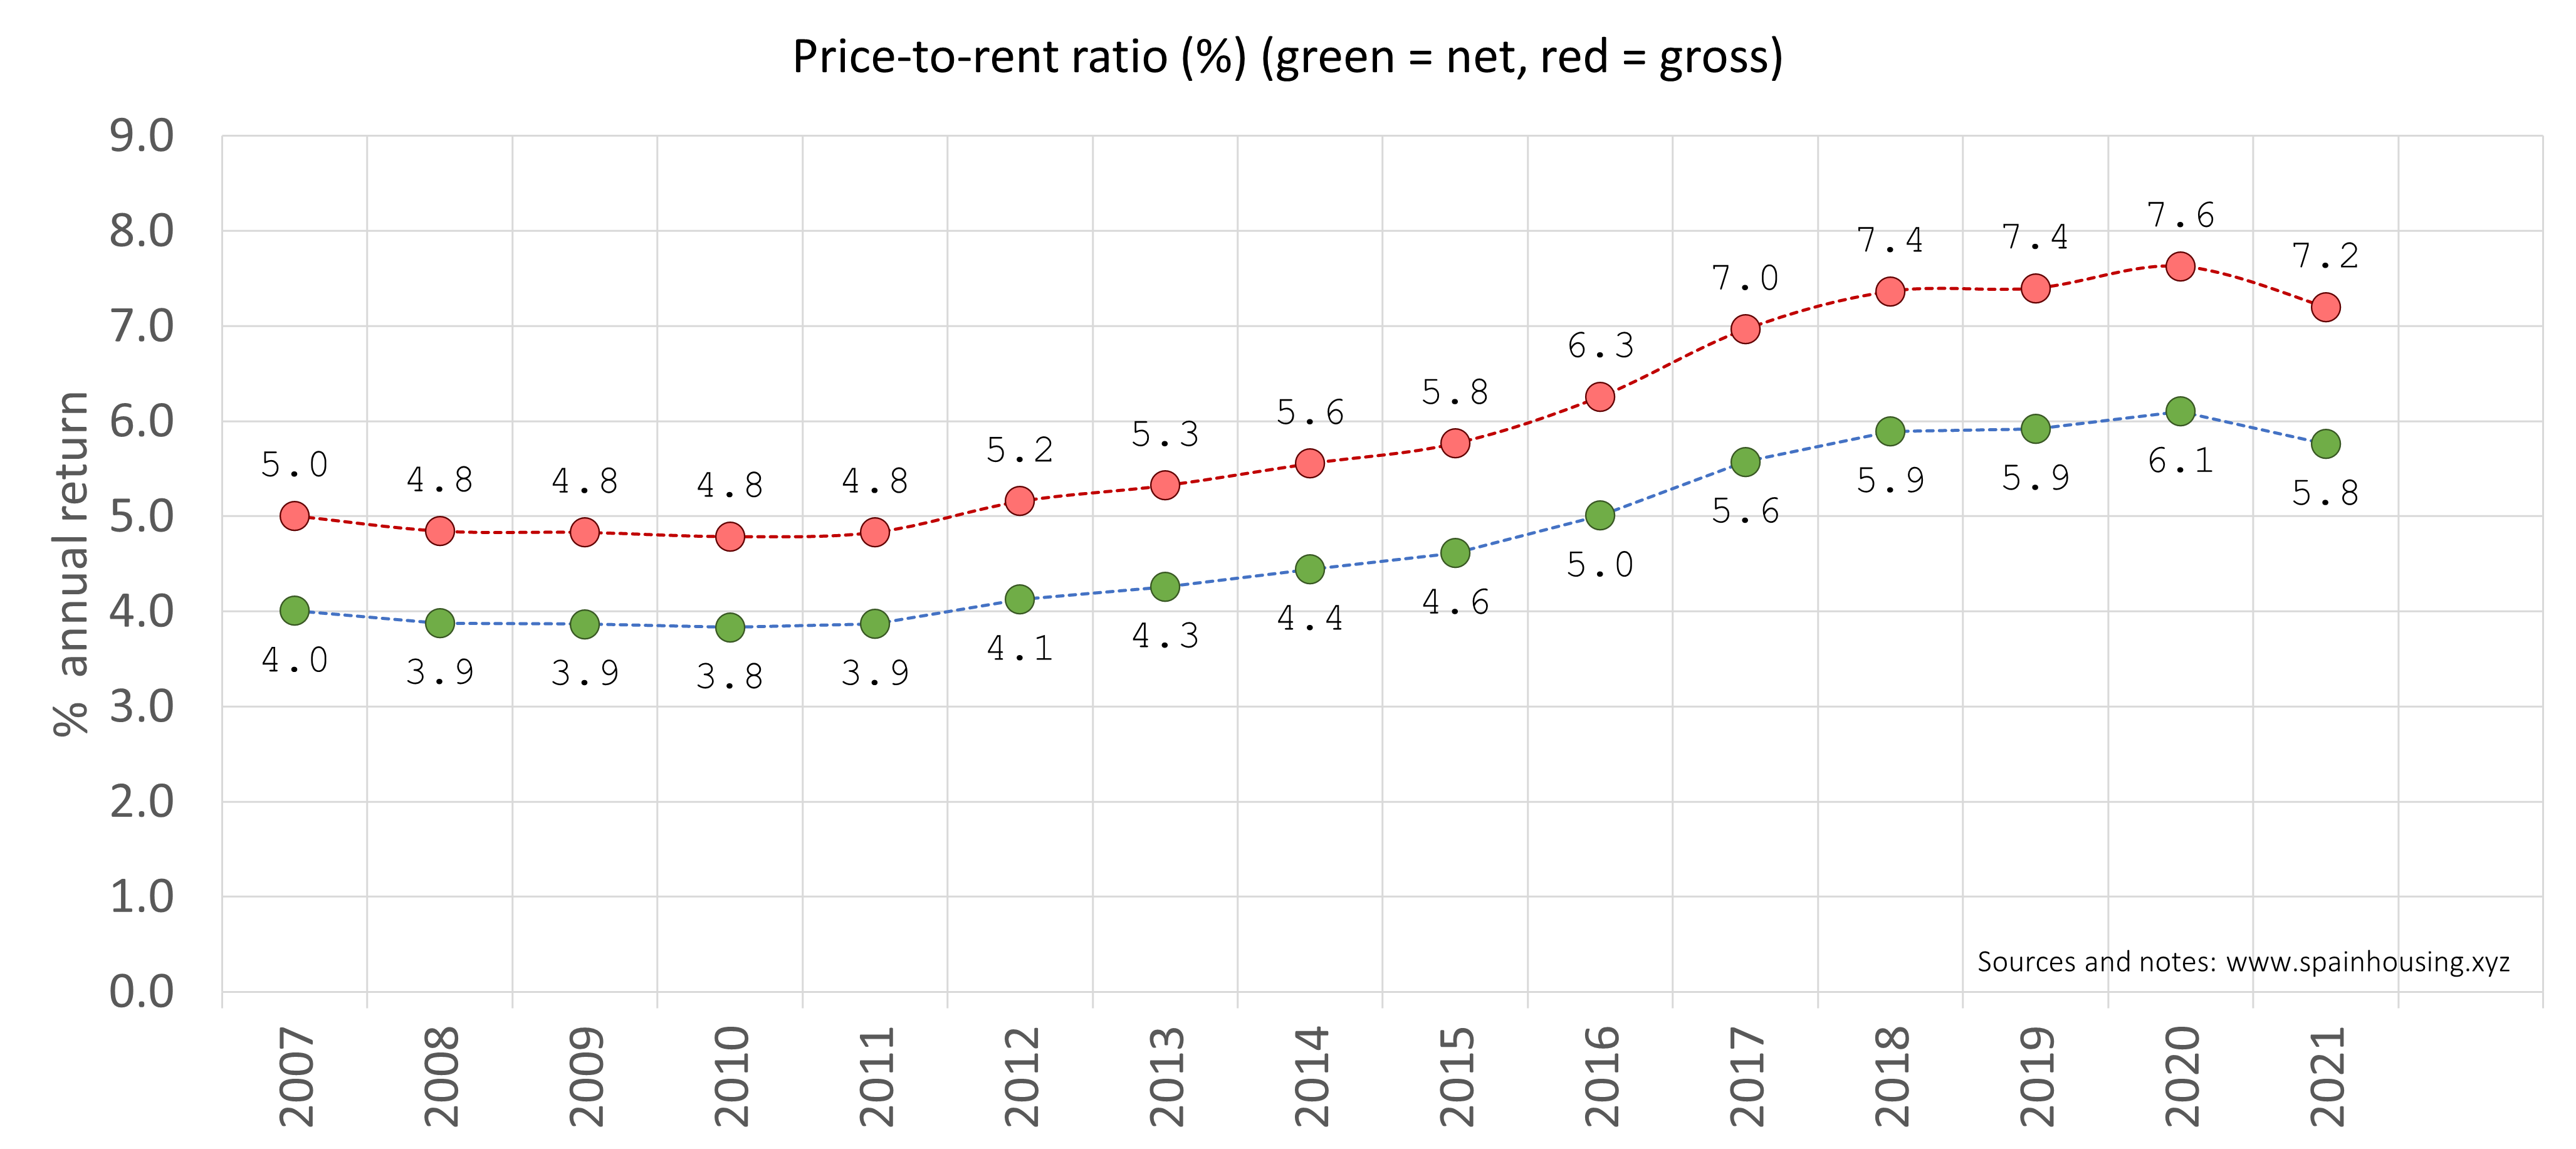 Price-to-rent ratio (%) (green = net, red = gross)
% annual return
9.0
8.0
7.0
6.0
5.0
4.0
3.0
2.0
1.0
0.0
5.0 4.8 4.8 4.8 4.8 5.2 5.3 5.6 5.8 6.3 7.0 7.4 7.4 7.6 7.2
4.0 3.9 3.9 3.8 3.9 4.1 4.3 4.4 4.6 5.0 5.6 5.9 5.9 6.1 5.8
Sources and notes: www.spainhousing.xyz
2007 2008 2009 2010 2011 2012 2013 2014 2015 2016 2017 2018 2019 2020 2021